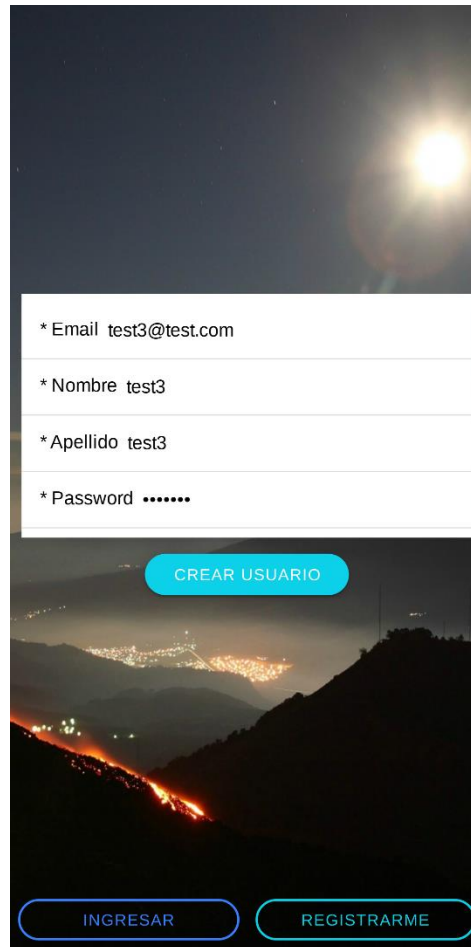 * Email test3@test.com
* Nombre test3
* Apellido test3
* Password •••••••
CREAR USUARIO
INGRESAR REGISTRARME